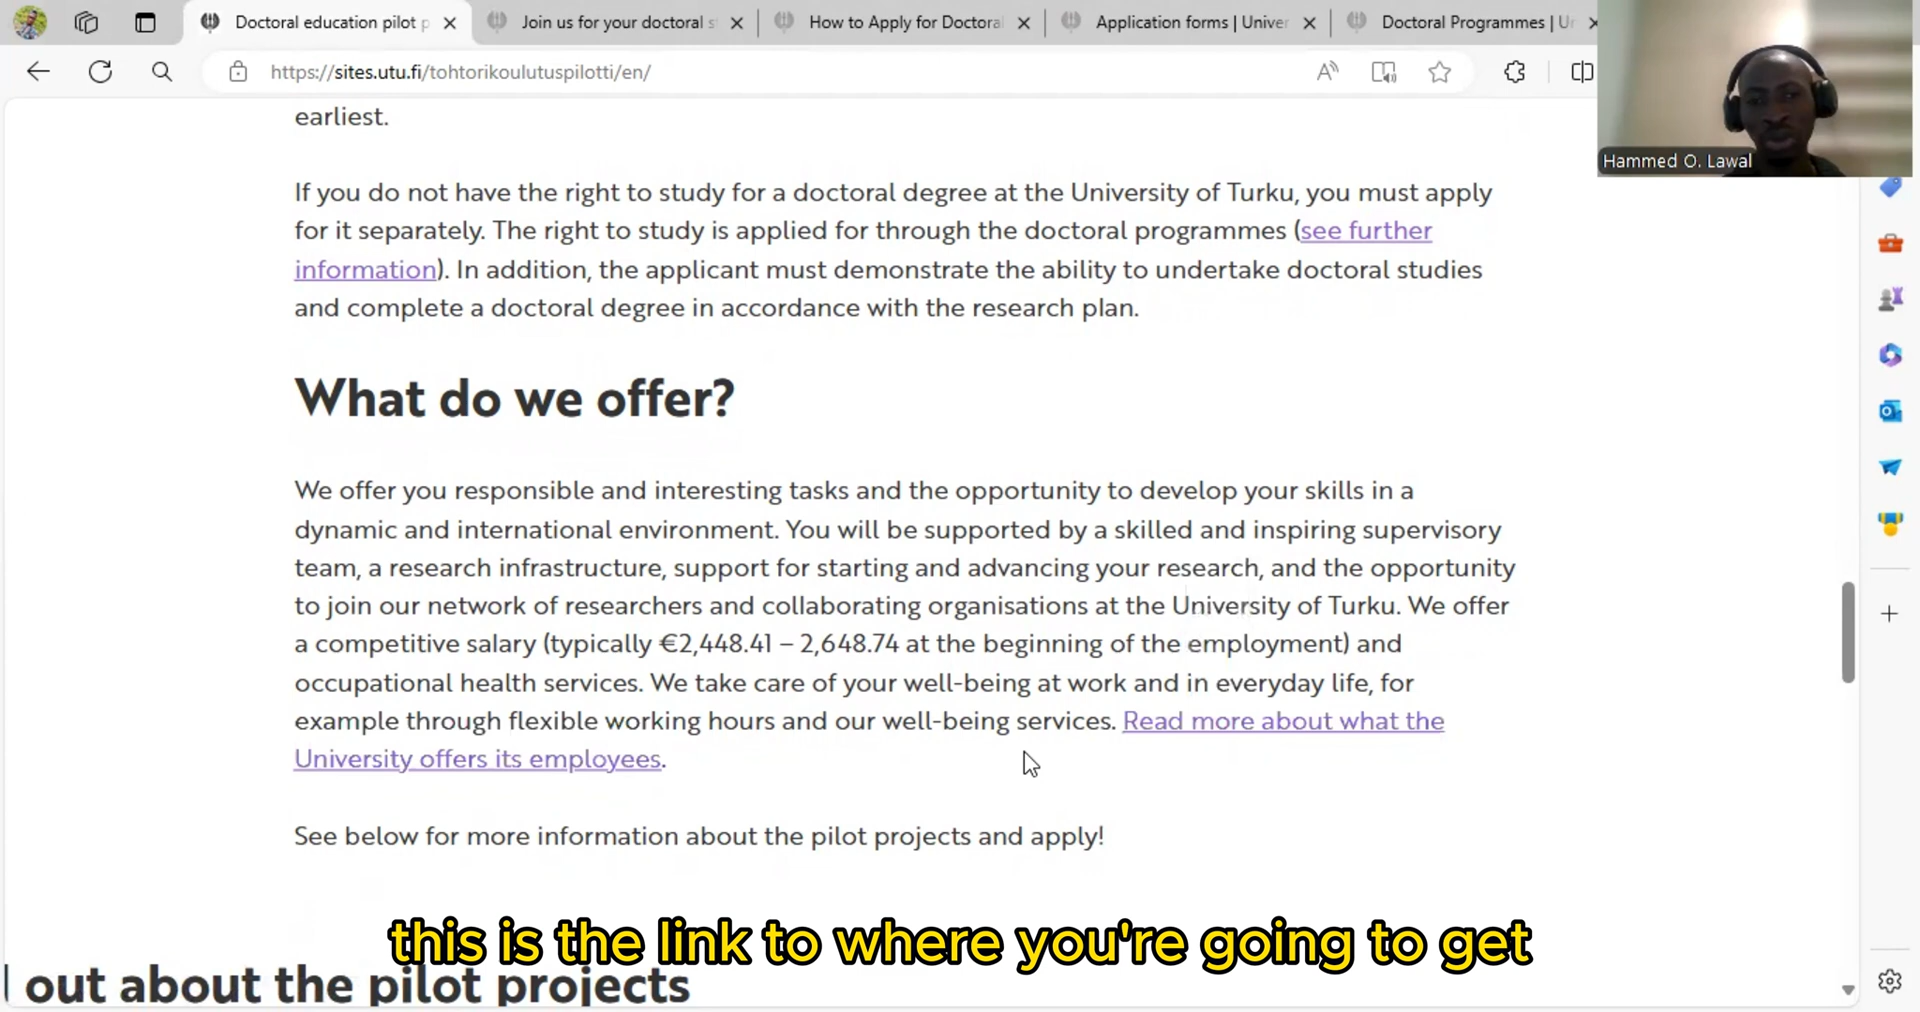 Doctoral education pilot p
Join us for your doctoral s
How to Apply for Doctora
Application forms | Univer
Doctoral Programmes | Un
https://sites.utu.fi/tohtorikoulutuspilotti/en/
Hammed O. Lawal
earliest.
If you do not have the right to study for a doctoral degree at the University of Turku, you must apply
for it separately. The right to study is applied for through the doctoral programmes (see further
information). In addition, the applicant must demonstrate the ability to undertake doctoral studies
and complete a doctoral degree in accordance with the research plan.
What do we offer?
We offer you responsible and interesting tasks and the opportunity to develop your skills in a
dynamic and international environment. You will be supported by a skilled and inspiring supervisory
team, a research infrastructure, support for starting and advancing your research, and the opportunity
to join our network of researchers and collaborating organisations at the University of Turku. We offer
a competitive salary (typically €2,448.41 – 2,648.74 at the beginning of the employment) and
occupational health services. We take care of your well-being at work and in everyday life, for
example through flexible working hours and our well-being services. Read more about what the
University offers its employees.
See below for more information about the pilot projects and apply!
this is the link to where you're going to get
out about the pilot projects